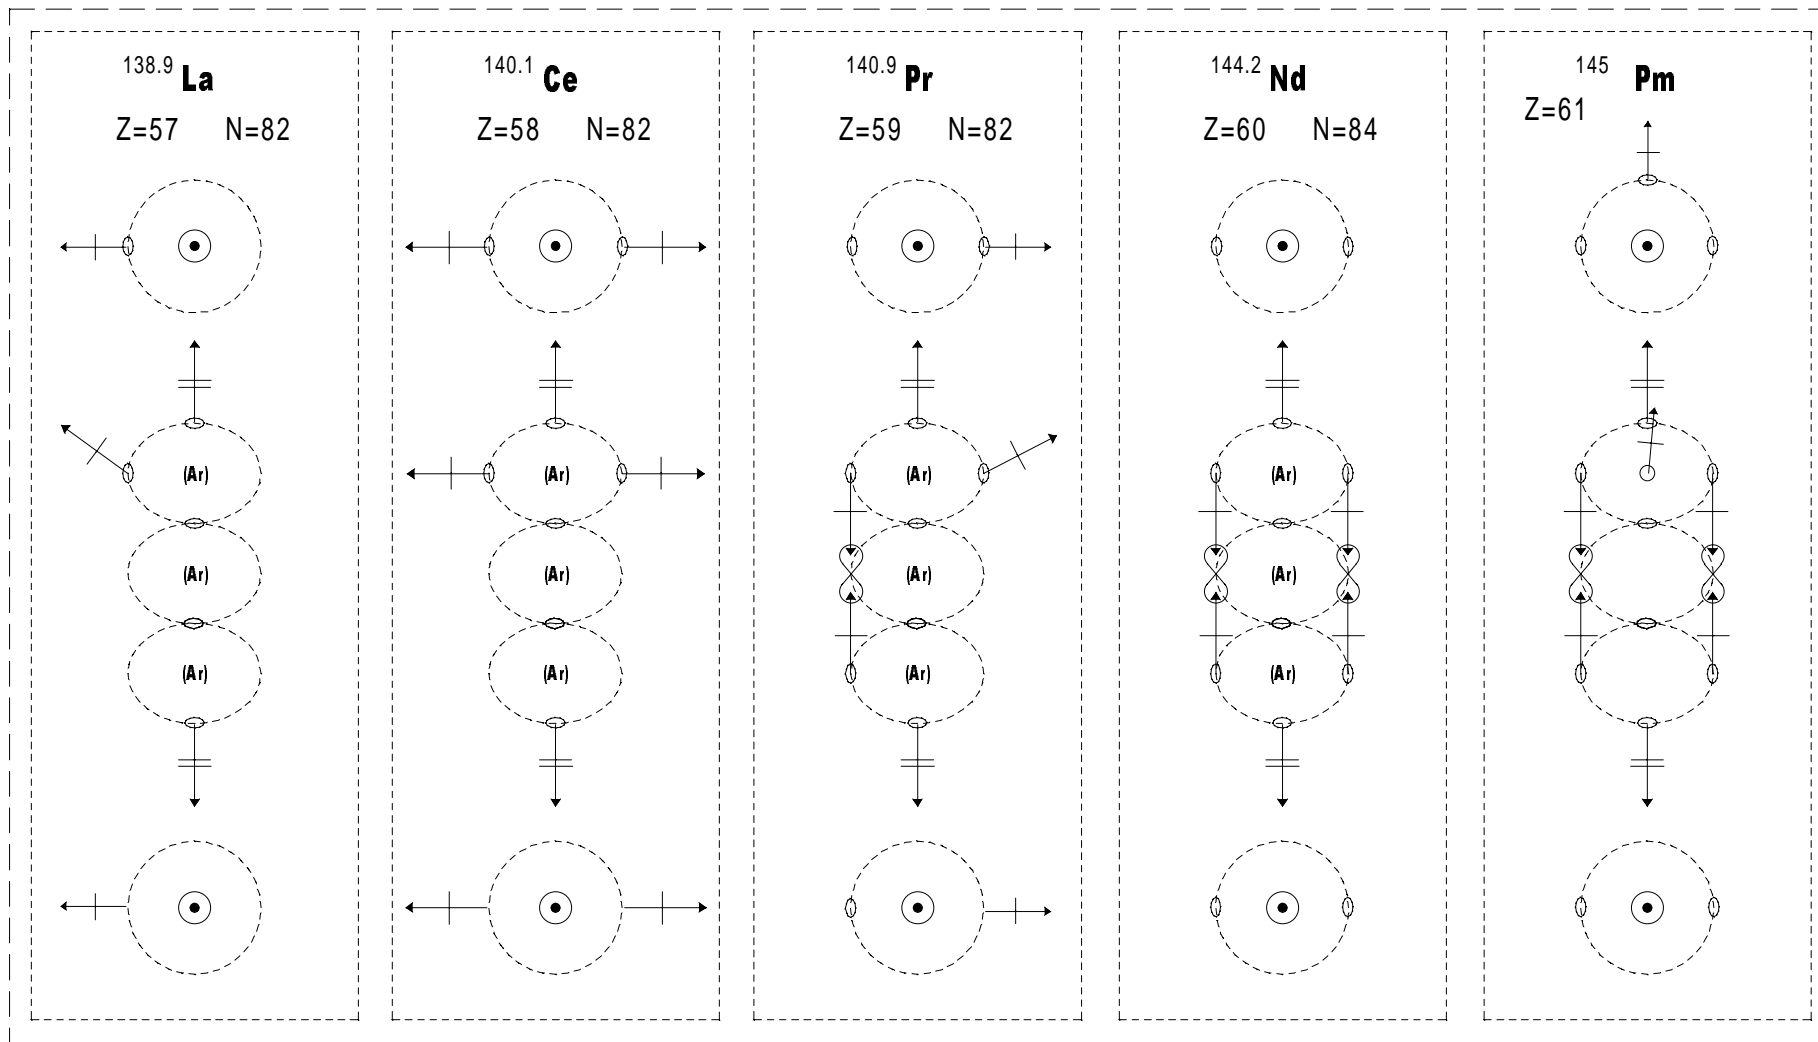 138.9 La
Z=57 N=82
(Ar)
(Ar)
(Ar)
140.1 Ce
Z=58 N=82
(Ar)
(Ar)
(Ar)
140.9 Pr
Z=59 N=82
(Ar)
(Ar)
(Ar)
144.2 Nd
Z=60 N=84
(Ar)
(Ar)
(Ar)
145 Pm
Z=61